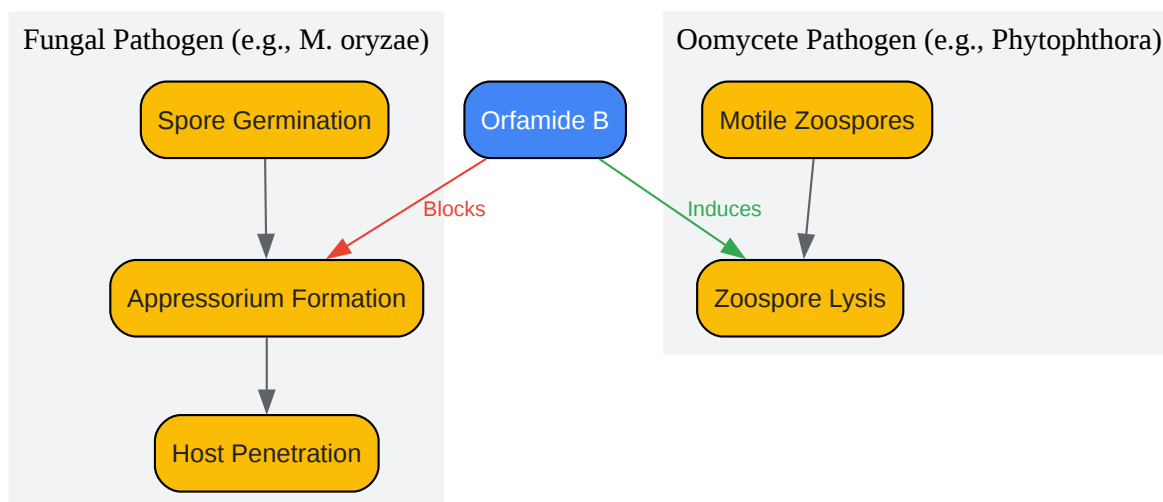 Fungal Pathogen (e.g., M. oryzae)
Spore Germination
Appressorium Formation
Host Penetration
Orfamide B
Blocks
Induces
Oomycete Pathogen (e.g., Phytophthora)
Motile Zoospores
Zoospore Lysis